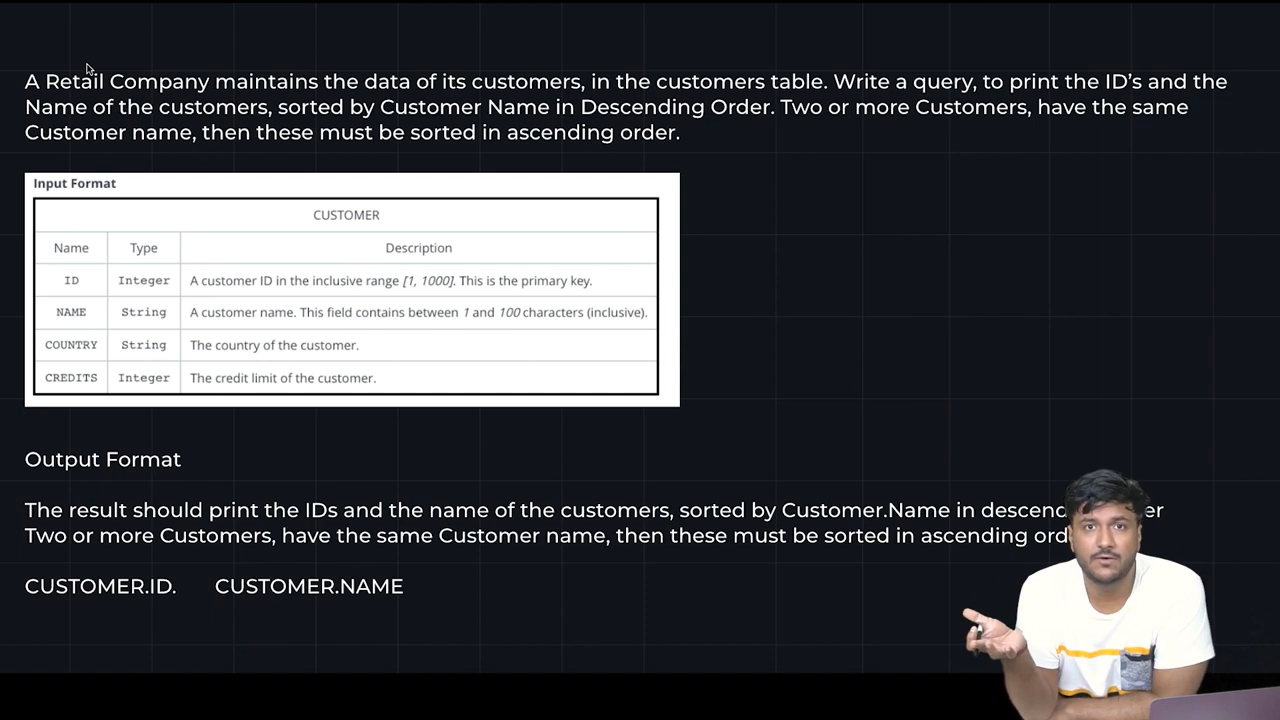 A Retail Company maintains the data of its customers, in the customers table. Write a query, to print the ID’s and the
Name of the customers, sorted by Customer Name in Descending Order. Two or more Customers, have the same
Customer name, then these must be sorted in ascending order.
Input Format
CUSTOMER
Name Type Description
ID Integer A customer ID in the inclusive range [1, 1000]. This is the primary key.
NAME String A customer name. This field contains between 1 and 100 characters (inclusive).
COUNTRY String The country of the customer.
CREDITS Integer The credit limit of the customer.
Output Format
The result should print the IDs and the name of the customers, sorted by Customer.Name in
Two or more Customers, have the same Customer name, then these must be sorted in ascending
CUSTOMER.ID. CUSTOMER.NAME